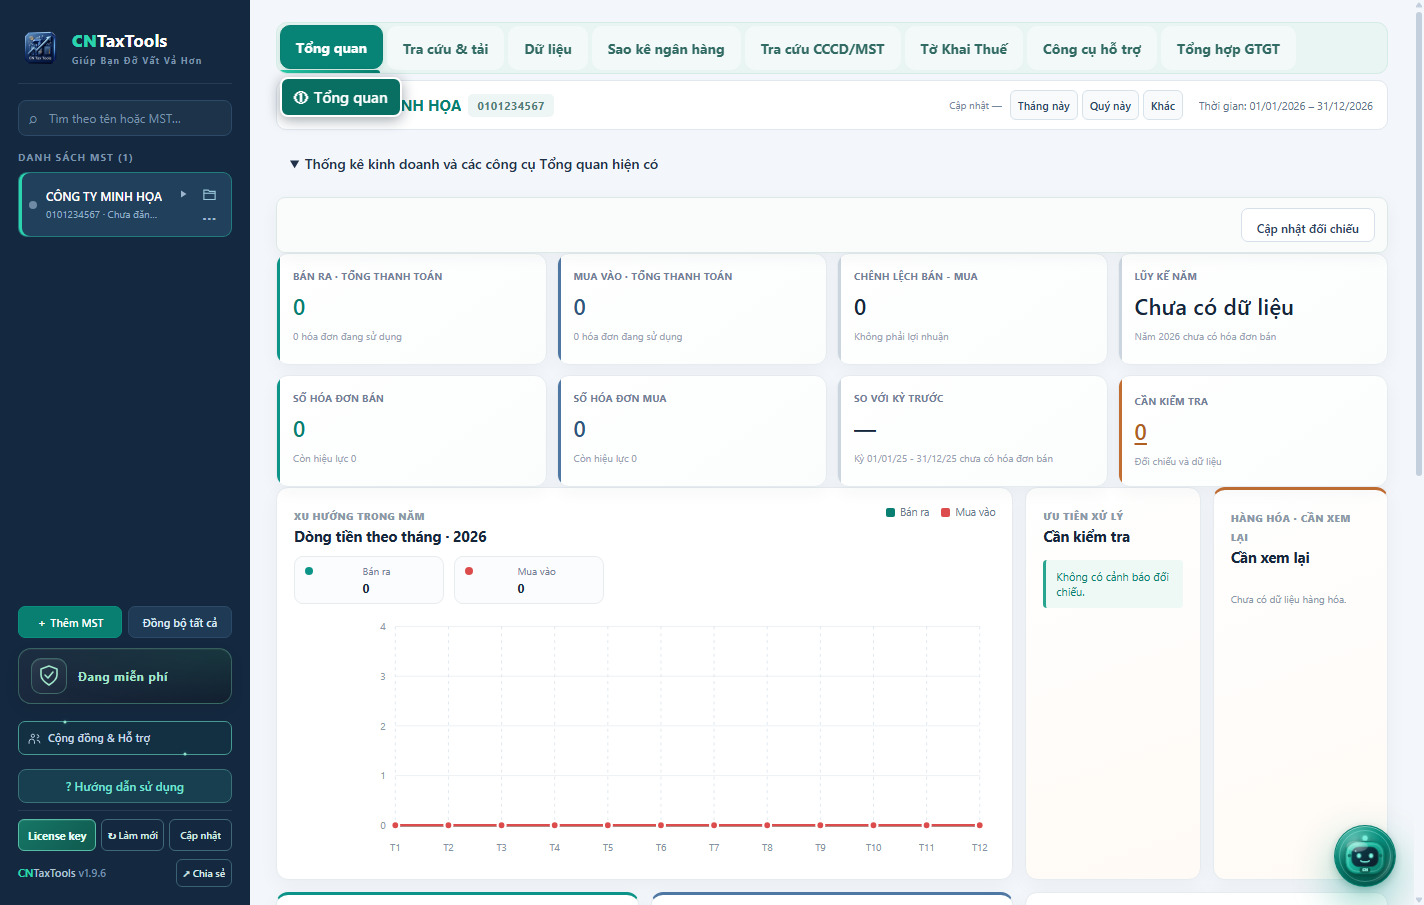 CNTaxTools
Giúp Bạn Đỡ Vất Vả Hơn
Tìm theo tên hoặc MST...
DANH SÁCH MST (1)
CÔNG TY MINH HỌA
0101234567 · Chưa đăn...
+ Thêm MST
Đồng bộ tất cả
Đang miễn phí
Cộng đồng & Hỗ trợ
? Hướng dẫn sử dụng
License key
↻ Làm mới
Cập nhật
CNTaxTools v1.9.6
↗ Chia sẻ
Tổng quan
Tra cứu & tải
Dữ liệu
Sao kê ngân hàng
Tra cứu CCCD/MST
Tờ Khai Thuế
Công cụ hỗ trợ
Tổng hợp GTGT
Tổng quan
NH HỌA
0101234567
Cập nhật —
Tháng này
Quý này
Khác
Thời gian: 01/01/2026 – 31/12/2026
▼ Thống kê kinh doanh và các công cụ Tổng quan hiện có
Cập nhật đối chiếu
BÁN RA · TỔNG THANH TOÁN
0
0 hóa đơn đang sử dụng
MUA VÀO · TỔNG THANH TOÁN
0
0 hóa đơn đang sử dụng
CHÊNH LỆCH BÁN - MUA
0
Không phải lợi nhuận
LŨY KẾ NĂM
Chưa có dữ liệu
Năm 2026 chưa có hóa đơn bán
SỐ HÓA ĐƠN BÁN
0
Còn hiệu lực 0
SỐ HÓA ĐƠN MUA
0
Còn hiệu lực 0
SO VỚI KỲ TRƯỚC
—
Kỳ 01/01/25 - 31/12/25 chưa có hóa đơn bán
CẦN KIỂM TRA
0
Đối chiếu và dữ liệu
XU HƯỚNG TRONG NĂM
Dòng tiền theo tháng · 2026
Bán ra
Mua vào
Bán ra
0
Mua vào
0
4
3
2
1
0
T1 T2 T3 T4 T5 T6 T7 T8 T9 T10 T11 T12
ƯU TIÊN XỬ LÝ
Cần kiểm tra
Không có cảnh báo đối
chiếu.
HÀNG HÓA · CẦN XEM
LẠI
Cần xem lại
Chưa có dữ liệu hàng hóa.